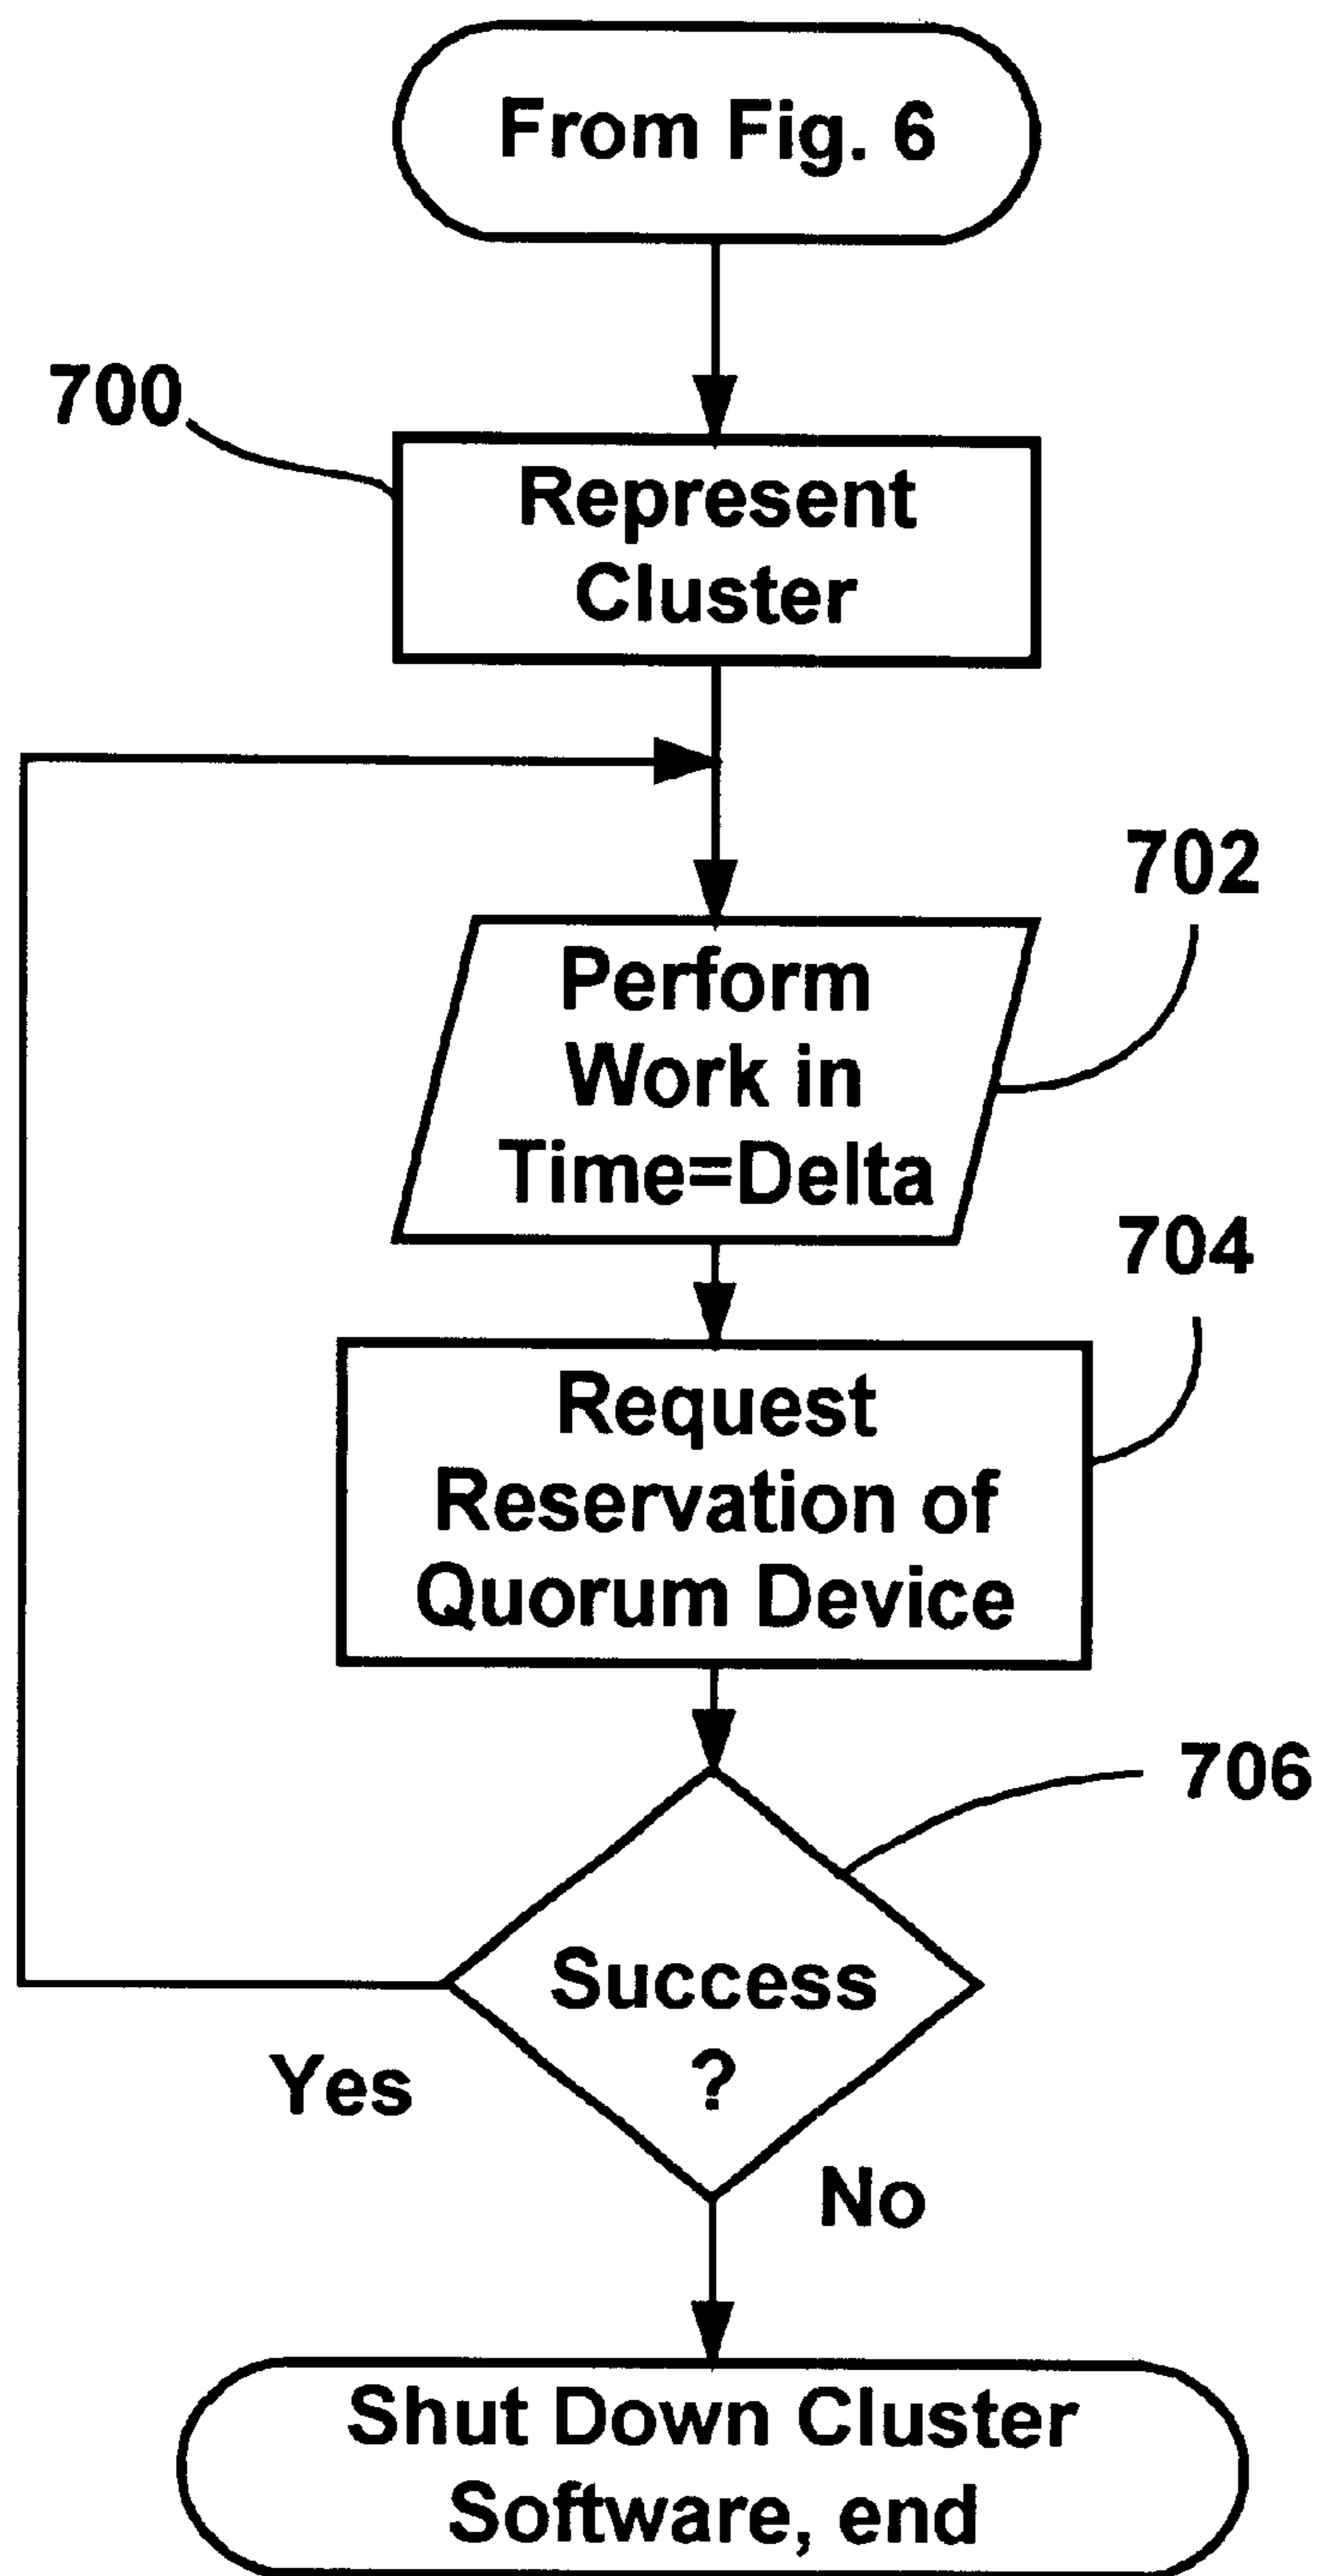 From Fig. 6
700
Represent
Cluster
702
Perform
Work in
Time=Delta
704
Request
Reservation of
Quorum Device
706
Success
?
Yes
No
Shut Down Cluster
Software, end